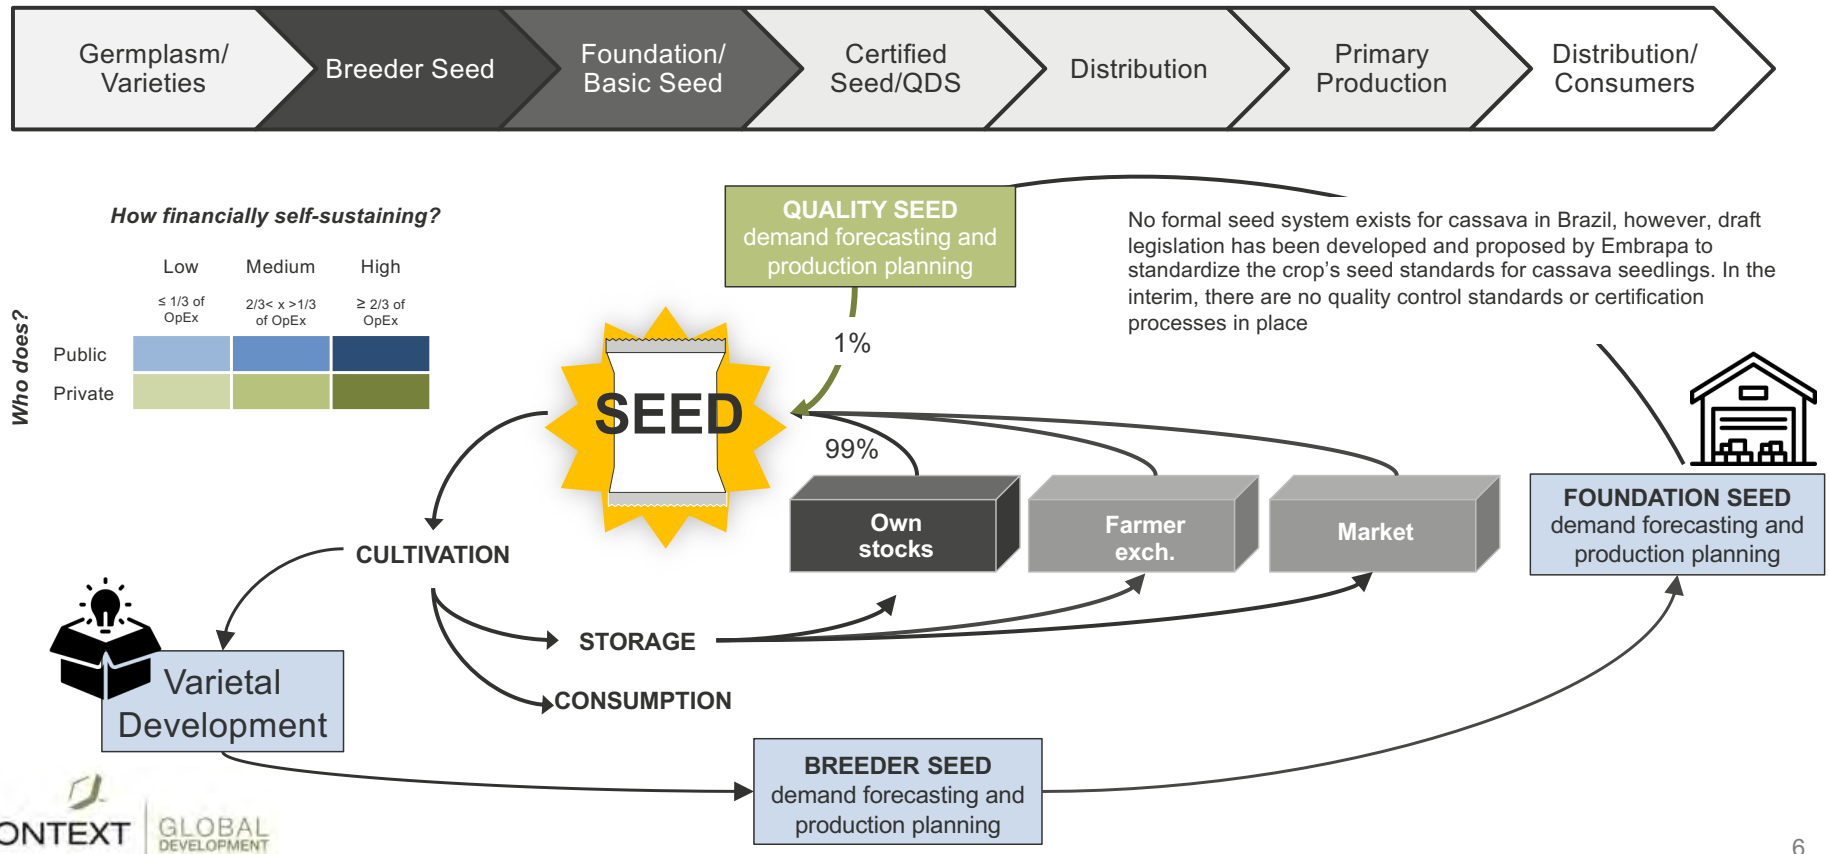 Germplasm/
Varieties
Breeder Seed
Foundation/
Basic Seed
Certified
Seed/QDS
Distribution
Primary
Production
Distribution/
Consumers
How financially self-sustaining?
Low
Medium
High
≤ 1/3 of
OpEx
2/3< x >1/3
of OpEx
≥ 2/3 of
OpEx
Who does?
Public
Private
QUALITY SEED
demand forecasting and
production planning
No formal seed system exists for cassava in Brazil, however, draft
legislation has been developed and proposed by Embrapa to
standardize the crop's seed standards for cassava seedlings. In the
interim, there are no quality control standards or certification
processes in place
1%
SEED
99%
Own
stocks
Farmer
exch.
Market
FOUNDATION SEED
demand forecasting and
production planning
CULTIVATION
STORAGE
CONSUMPTION
Varietal
Development
BREEDER SEED
demand forecasting and
production planning
ONTEXT
GLOBAL
DEVELOPMENT
6